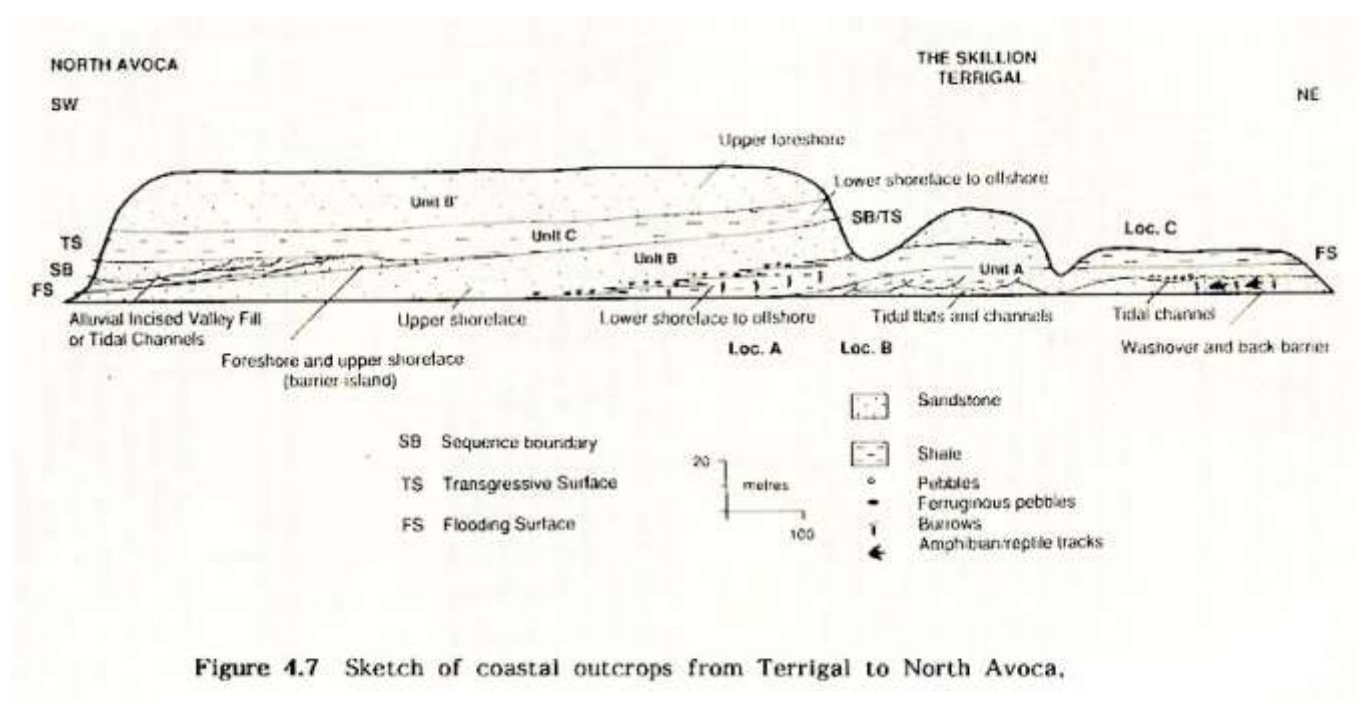 NORTH AVOCA
SW
THE SKILLION
TERRIGAL
NE
Upper foreshore
Lower shoreface to offshore
SB/TS
Loc. C
FS
Unit B'
Unit C
Unit B
Unit A
TS
SB
FS
Alluvial Incised Valley Fill
or Tidal Channels
Upper shoreface
Lower shoreface to offshore
Tidal flats and channels
Tidal channel
Foreshore and upper shoreface
(barrier island)
Washover and back barrier
Loc. A
Loc. B
SB Sequence boundary
TS Transgressive Surface
FS Flooding Surface
20
metres
100
Sandstone
Shale
Pebbles
Ferruginous pebbles
Burrows
Amphibian/reptile tracks
Figure 4.7 Sketch of coastal outcrops from Terrigal to North Avoca.